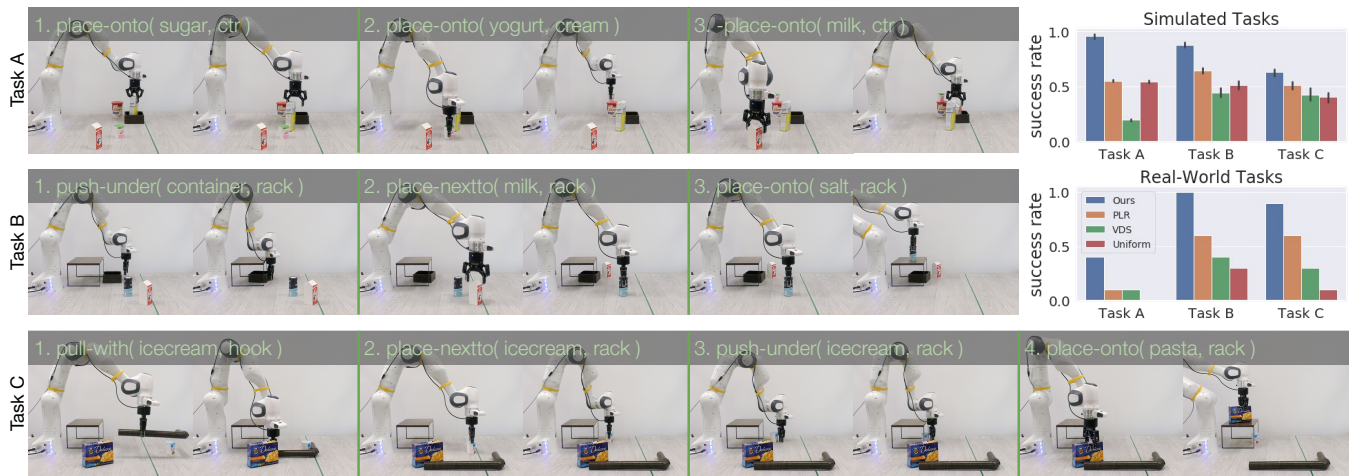 Task A
1. place-onto( sugar, ctr )
2. place-onto( yogurt, cream )
3. -place-onto( milk, ctr )
Task B
1. push-under( container, rack )
2. place-nextto( milk, rack )
3. place-onto( salt, rack )
Task C
1. pull-with( icecream, hook )
2. place-nextto( icecream, rack )
3. push-under( icecream, rack )
4. place-onto( pasta, rack )
Simulated Tasks
success rate
1.0
0.5
0.0
Task A
Task B
Task C
Real-World Tasks
success rate
1.0
0.5
0.0
Ours
PLR
VDS
Uniform
Task A
Task B
Task C